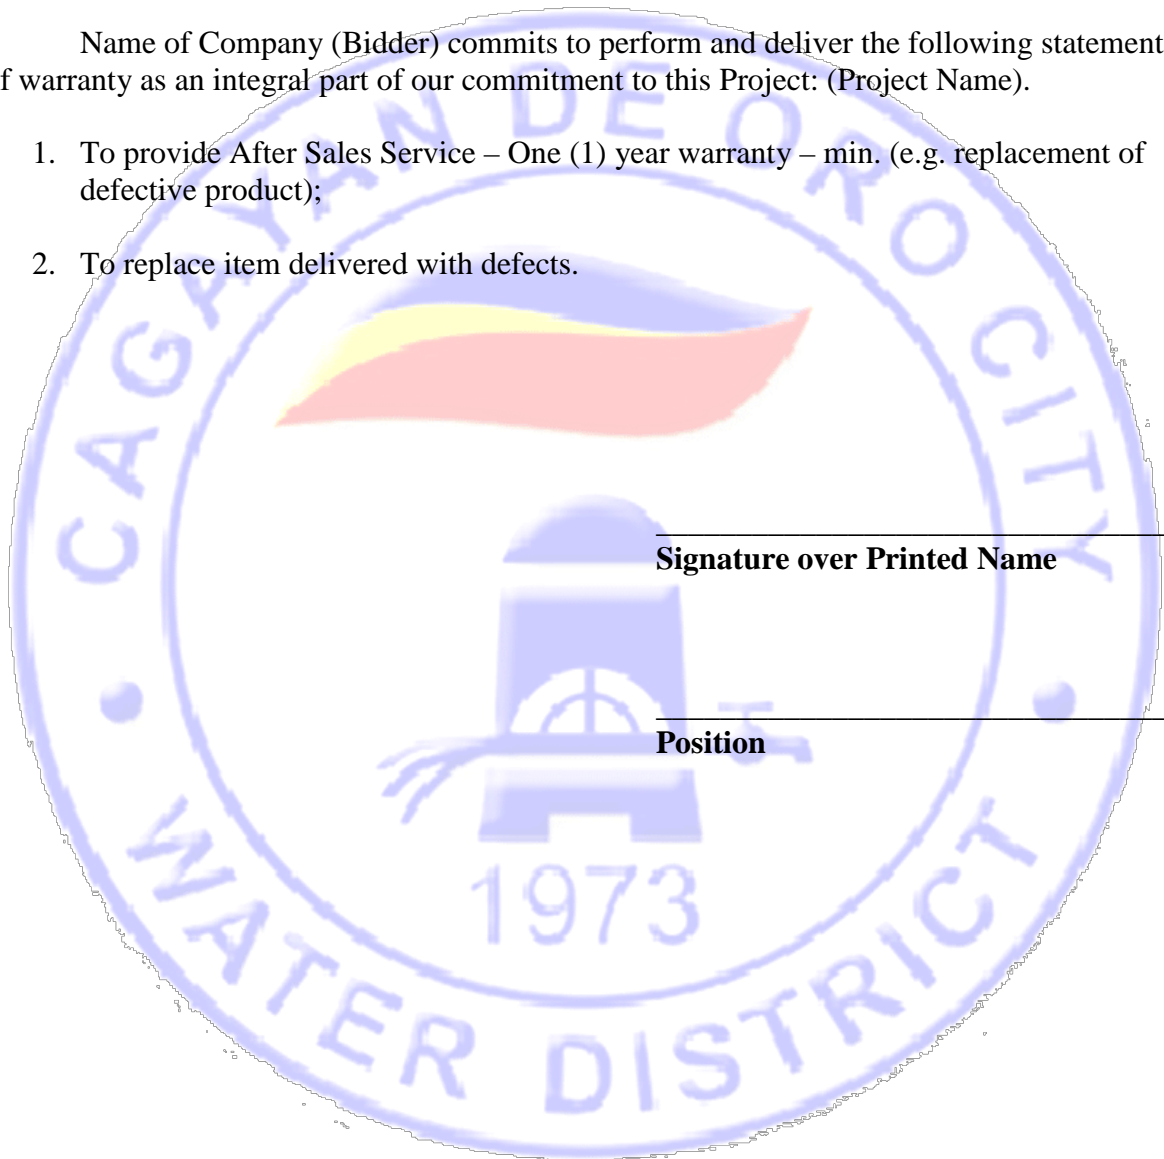 Name of Company (Bidder) commits to perform and deliver the following statement
f warranty as an integral part of our commitment to this Project: (Project Name).
1. To provide After Sales Service – One (1) year warranty – min. (e.g. replacement of
defective product);
2. To replace item delivered with defects.
Signature over Printed Name
Position
CAGAYAN DE ORO CITY
1973
WATER DISTRICT